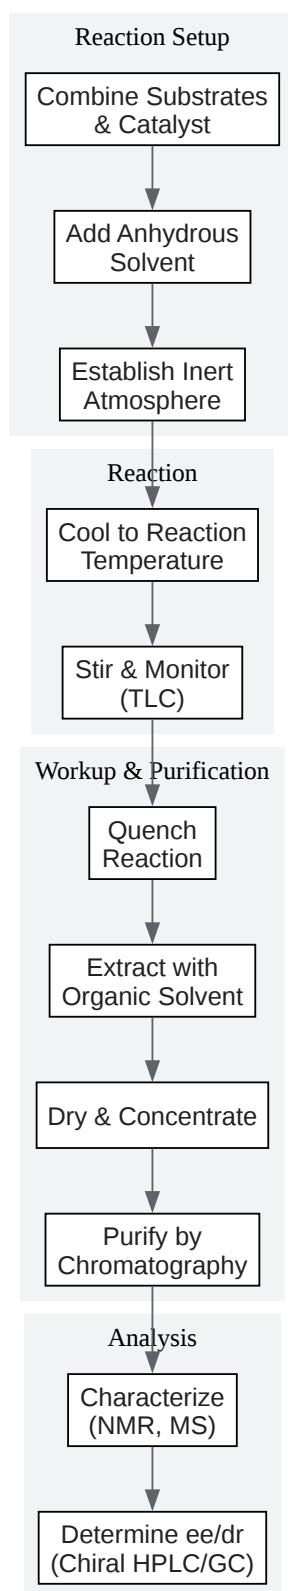 Reaction Setup
Combine Substrates
& Catalyst
Add Anhydrous
Solvent
Establish Inert
Atmosphere
Reaction
Cool to Reaction
Temperature
Stir & Monitor
(TLC)
Workup & Purification
Quench
Reaction
Extract with
Organic Solvent
Dry & Concentrate
Purify by
Chromatography
Analysis
Characterize
(NMR, MS)
Determine ee/dr
(Chiral HPLC/GC)